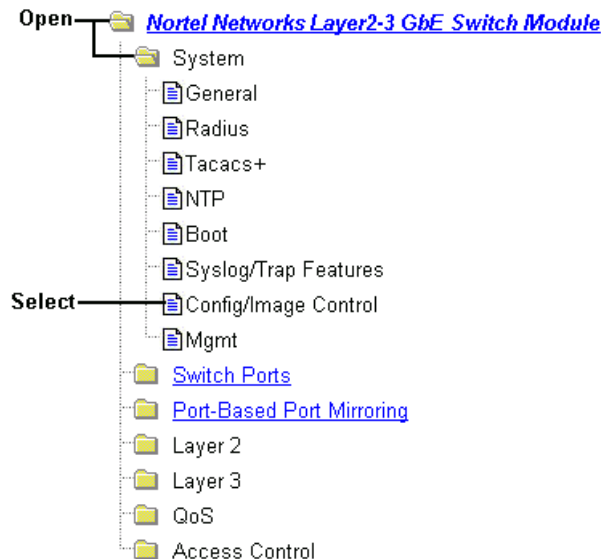 Open Nortel Networks Layer2-3 GbE Switch Module
System
General
Radius
Tacacs+
NTP
Boot
Syslog/Trap Features
Select Config/Image Control
Mgmt
Switch Ports
Port-Based Port Mirroring
Layer 2
Layer 3
QoS
Access Control